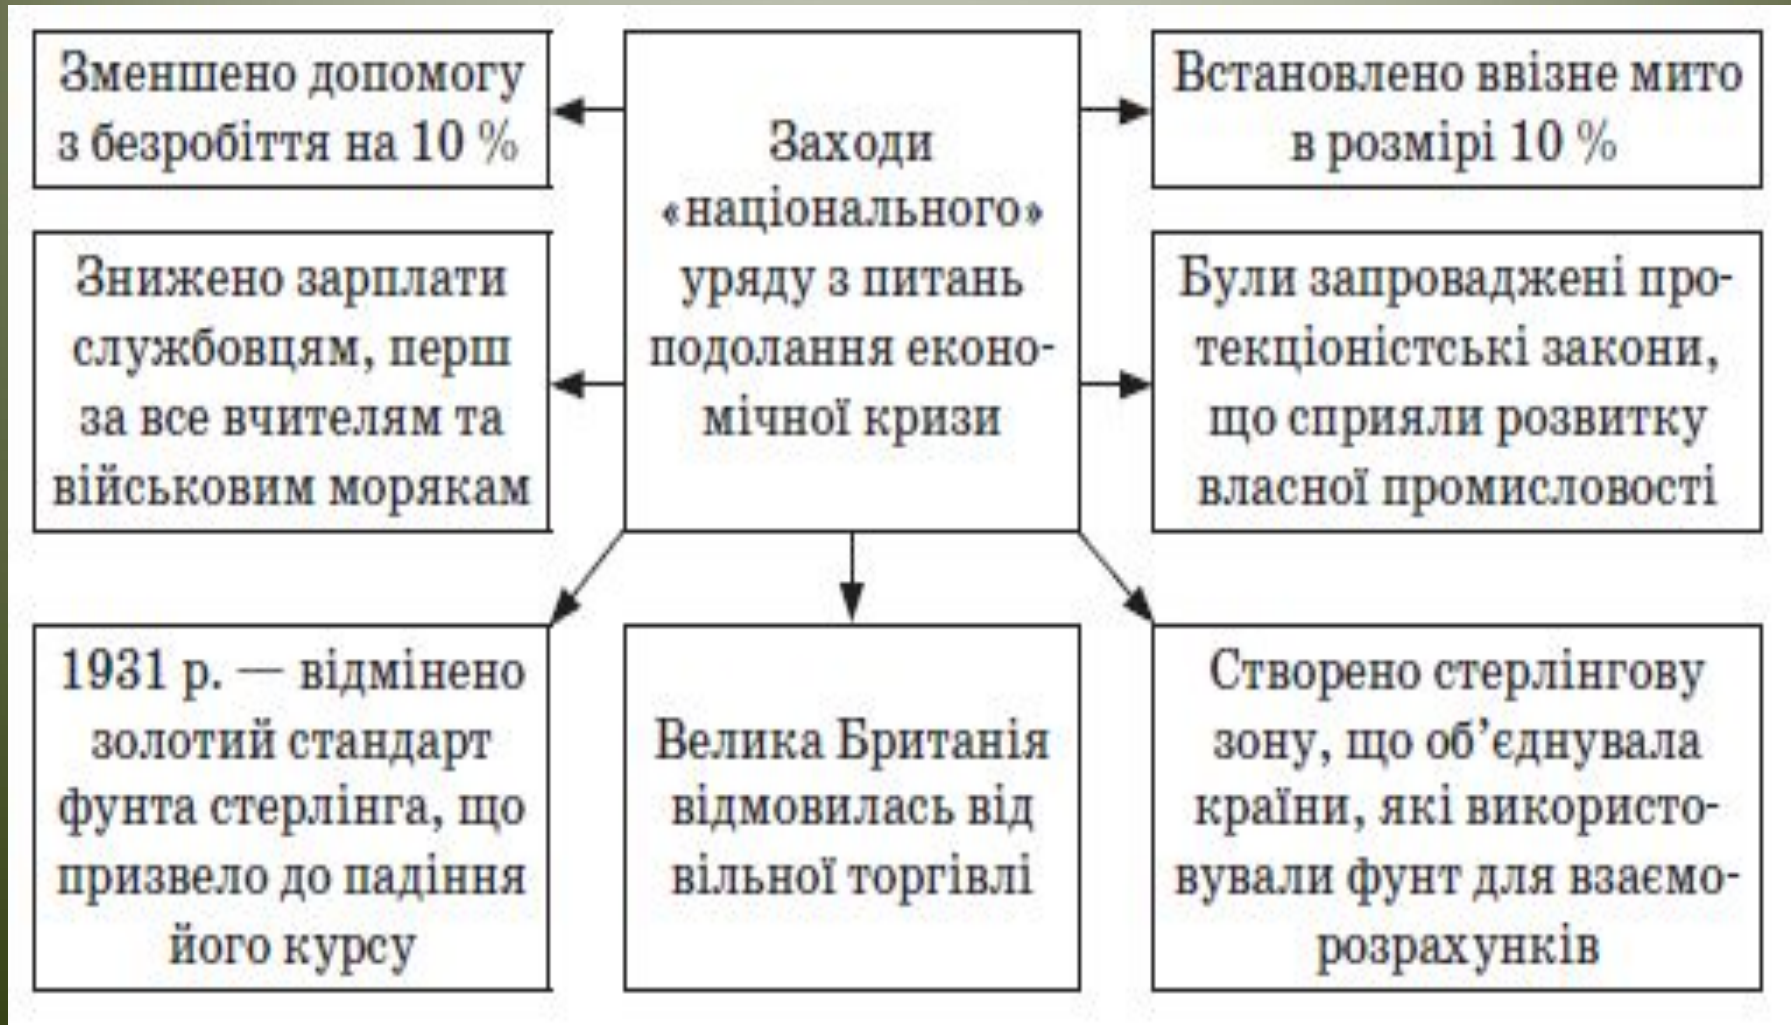 Зменшено допомогу
з безробіття на 10 %
Заходи
«національного»
уряду з питань
подолання еконо-
мічної кризи
Встановлено ввізне мито
в розмірі 10 %
Знижено зарплати
службовцям, перш
за все вчителям та
військовим морякам
Були запроваджені про-
текціоністські закони,
що сприяли розвитку
власної промисловості
1931 р. — відмінено
золотий стандарт
фунта стерлінга, що
призвело до падіння
його курсу
Велика Британія
відмовилась від
вільної торгівлі
Створено стерлінгову
зону, що об’єднувала
країни, які використо-
вували фунт для взаємо-
розрахунків